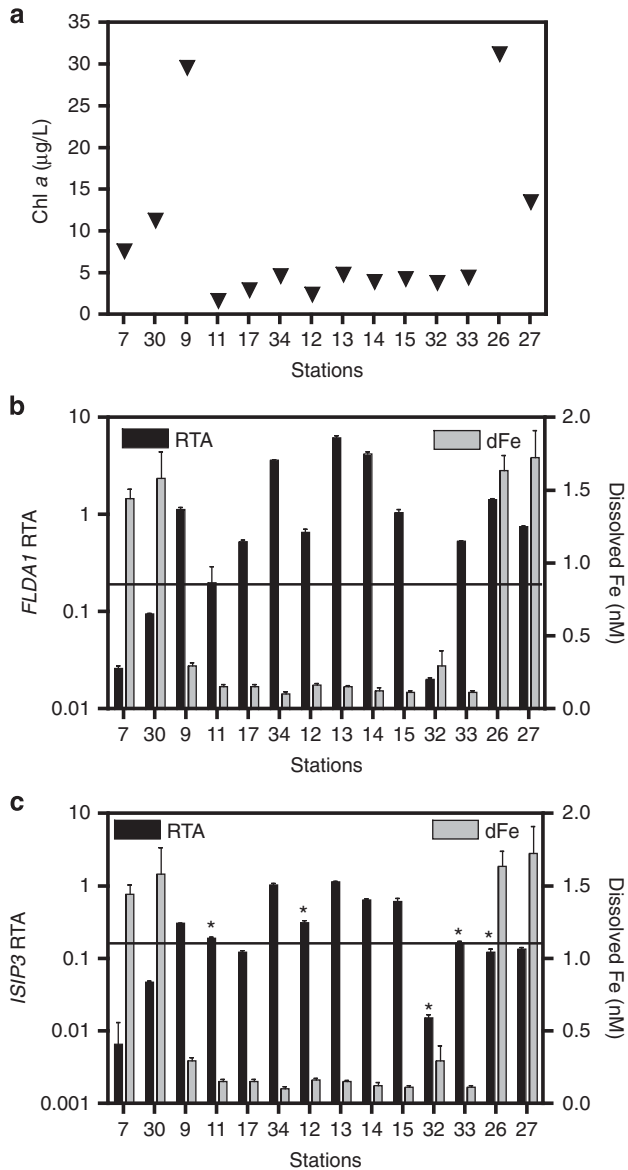 a
35
30
25
20
15
10
5
0
Chl a (µg/L)
7 30 9 11 17 34 12 13 14 15 32 33 26 27
Stations
b
RTA
dFe
10
1
0.1
0.01
FLDA1 RTA
2.0
1.5
1.0
0.5
0.0
Dissolved Fe (nM)
7 30 9 11 17 34 12 13 14 15 32 33 26 27
Stations
c
RTA
dFe
10
1
0.1
0.01
0.001
ISIP3 RTA
* * * * *
2.0
1.5
1.0
0.5
0.0
Dissolved Fe (nM)
7 30 9 11 17 34 12 13 14 15 32 33 26 27
Stations